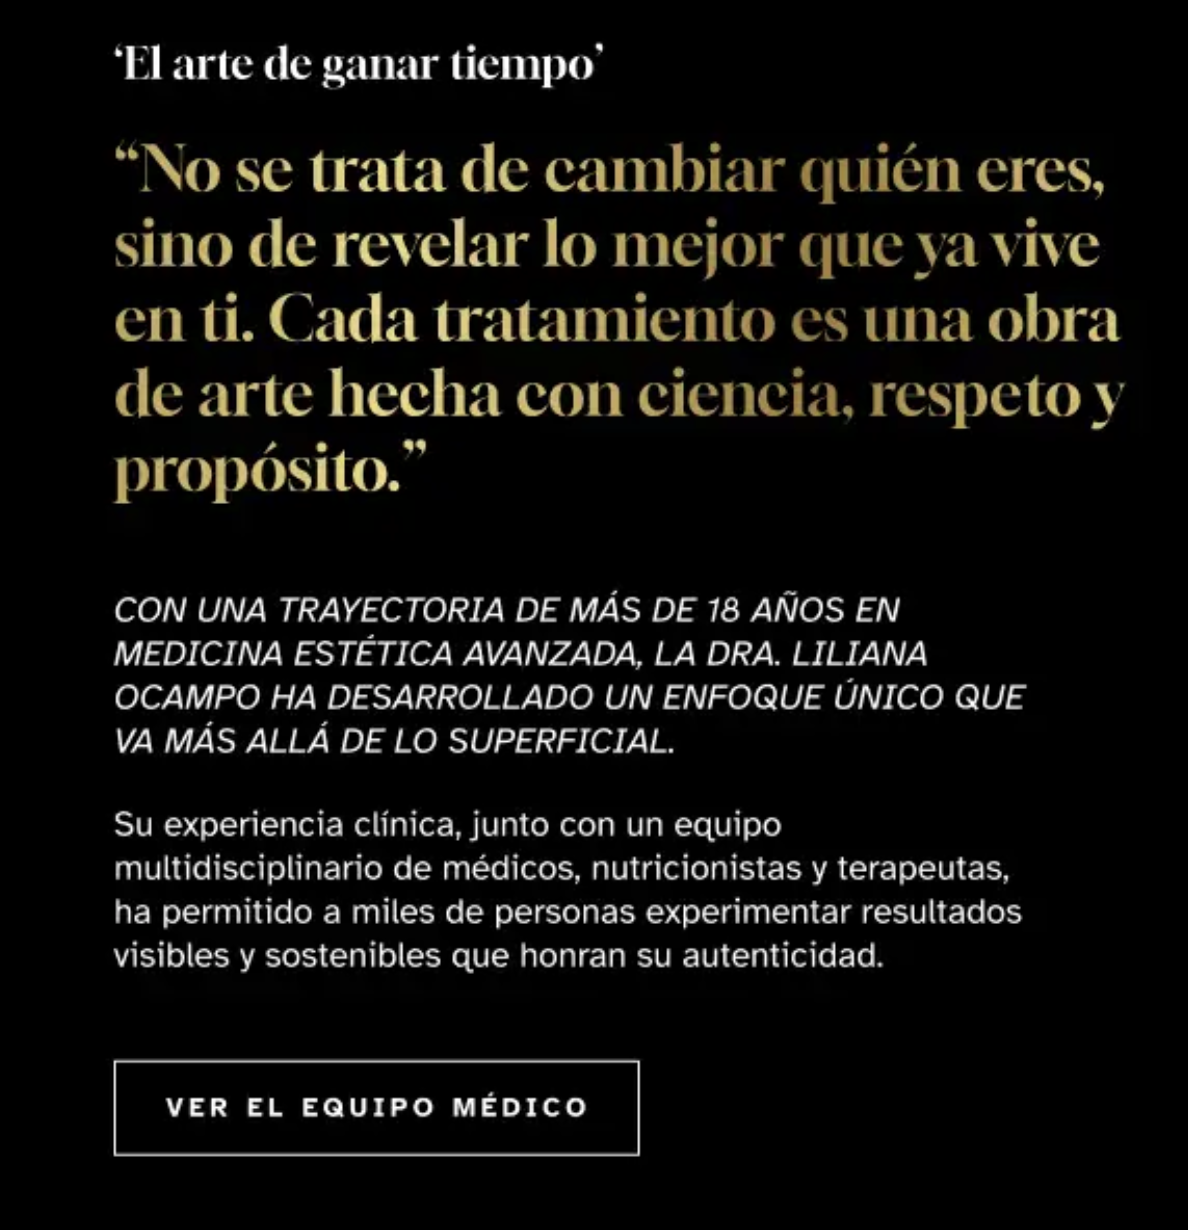 ‘El arte de ganar tiempo’
“No se trata de cambiar quién eres,
sino de revelar lo mejor que ya vive
en ti. Cada tratamiento es una obra
de arte hecha con ciencia, respeto y
propósito.”
CON UNA TRAYECTORIA DE MÁS DE 18 AÑOS EN
MEDICINA ESTÉTICA AVANZADA, LA DRA. LILIANA
OCAMPO HA DESARROLLADO UN ENFOQUE ÚNICO QUE
VA MÁS ALLÁ DE LO SUPERFICIAL.
Su experiencia clínica, junto con un equipo
multidisciplinario de médicos, nutricionistas y terapeutas,
ha permitido a miles de personas experimentar resultados
visibles y sostenibles que honran su autenticidad.
VER EL EQUIPO MÉDICO